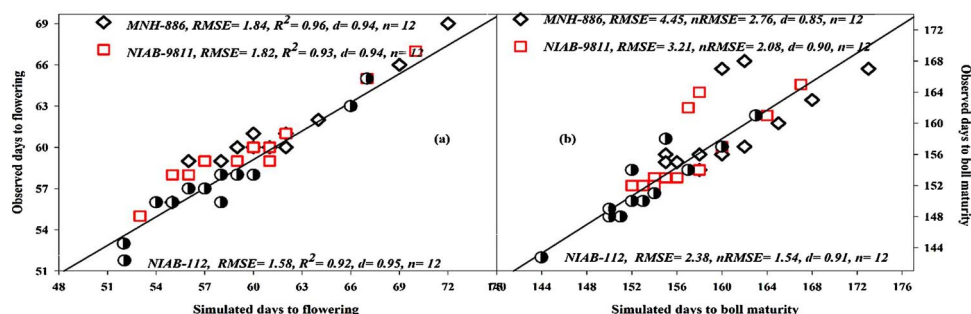 MNH-886, RMSE= 1.84, R² = 0.96, d= 0.94, n= 12
NIAB-9811, RMSE= 1.82, R² = 0.93, d= 0.94, n= 12
(a)
NIAB-112, RMSE= 1.58, R² = 0.92, d= 0.95, n= 12
69
66
63
60
57
54
51
Observed days to flowering
48 51 54 57 60 63 66 69 72
Simulated days to flowering
MNH-886, RMSE= 4.45, nRMSE= 2.76, d= 0.85, n= 12
NIAB-9811, RMSE= 3.21, nRMSE= 2.08, d= 0.90, n= 12
(b)
NIAB-112, RMSE= 2.38, nRMSE= 1.54, d= 0.91, n= 12
172
168
164
160
156
152
148
144
Observed days to boll maturity
144 148 152 156 160 164 168 172 176
Simulated days to boll maturity